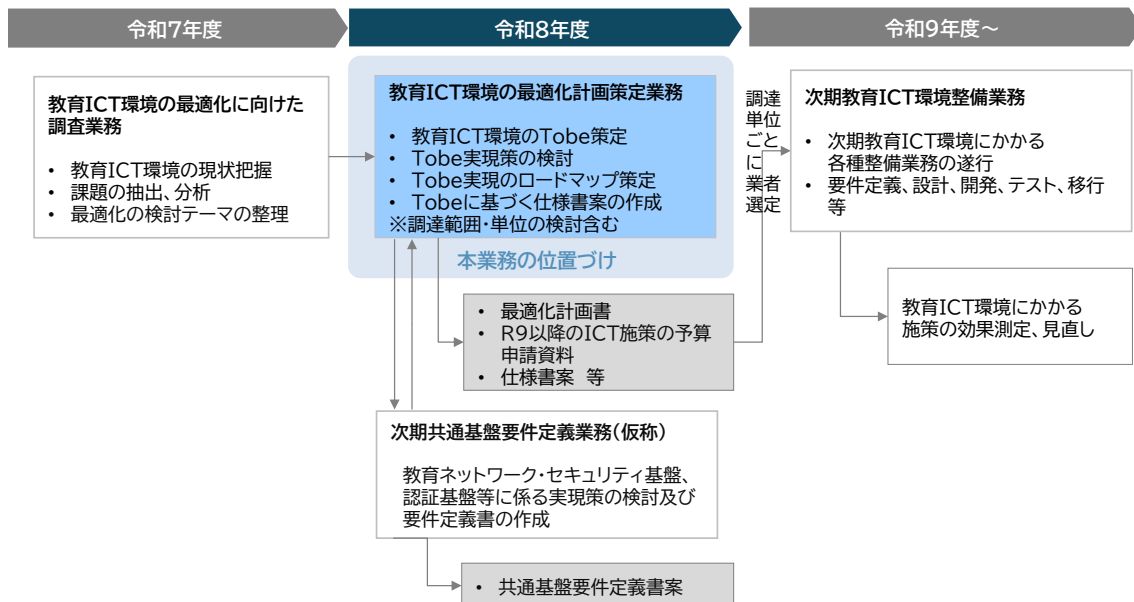 令和7年度
令和8年度
令和9年度～
教育ICT環境の最適化に向けた
調査業務
• 教育ICT環境の現状把握
• 課題の抽出、分析
• 最適化の検討テーマの整理
教育ICT環境の最適化計画策定業務
• 教育ICT環境のTobe策定
• Tobe実現策の検討
• Tobe実現のロードマップ策定
• Tobeに基づく仕様書案の作成
※調達範囲・単位の検討含む
本業務の位置づけ
• 最適化計画書
• R9以降のICT施策の予算
申請資料
• 仕様書案 等
次期共通基盤要件定義業務(仮称)
教育ネットワーク・セキュリティ基盤、
認証基盤等に係る実現策の検討及び
要件定義書の作成
• 共通基盤要件定義書案
調達
単位
ごと
に
業者
選定
次期教育ICT環境整備業務
• 次期教育ICT環境にかかる
各種整備業務の遂行
• 要件定義、設計、開発、テスト、移行
等
教育ICT環境にかかる
施策の効果測定、見直し